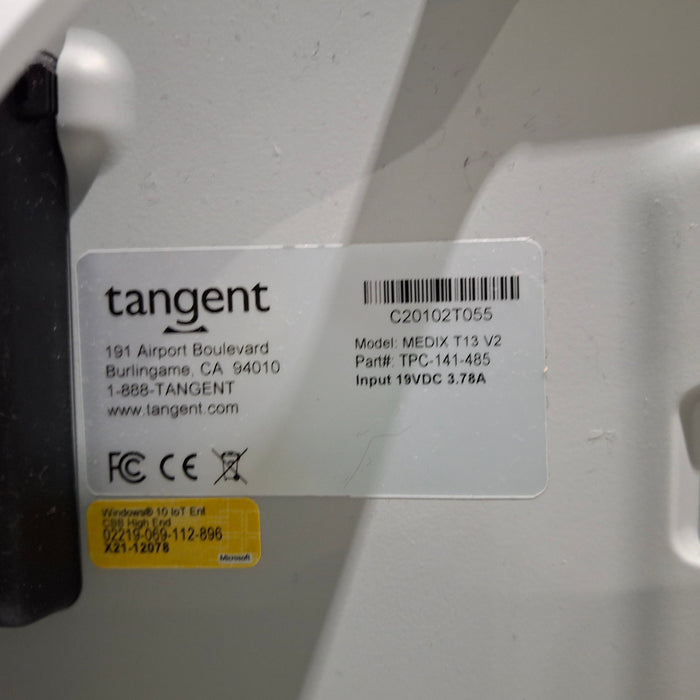 tangent
191 Airport Boulevard
Burlingame, CA 94010
1-888-TANGENT
www.tangent.com
C20102T055
Model: MEDIX T13 V2
Part#: TPC-141-485
Input 19VDC 3.78A
FC CE
Windows® 10 IoT Ent
CBB High End
02219-069-112-896
X21-12078
Microsoft